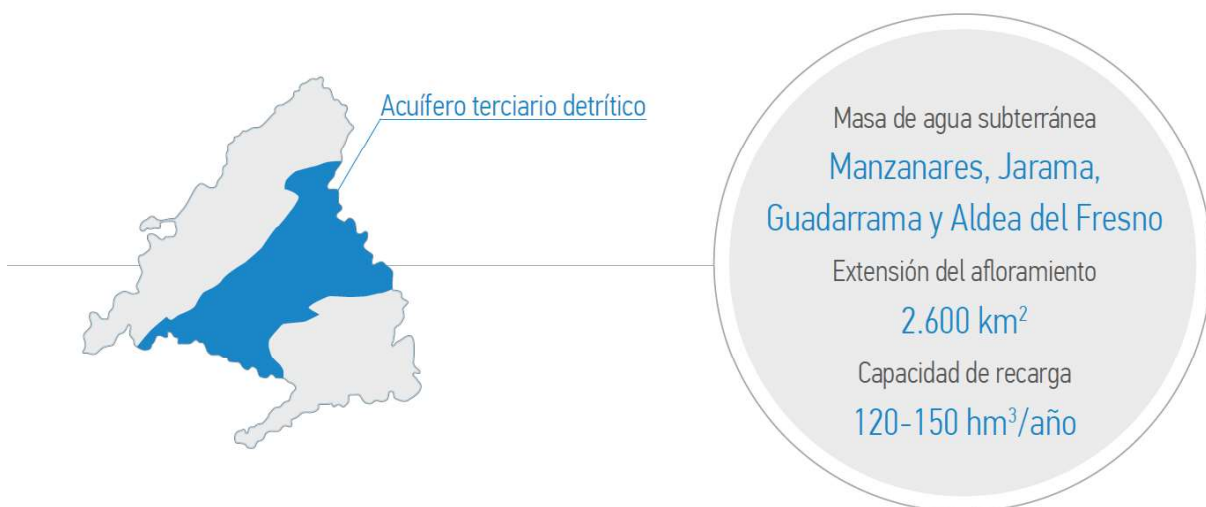 Acuífero terciario detrítico
Masa de agua subterránea
Manzanares, Jarama,
Guadarrama y Aldea del Fresno
Extensión del afloramiento
2.600 km²
Capacidad de recarga
120-150 hm³/año